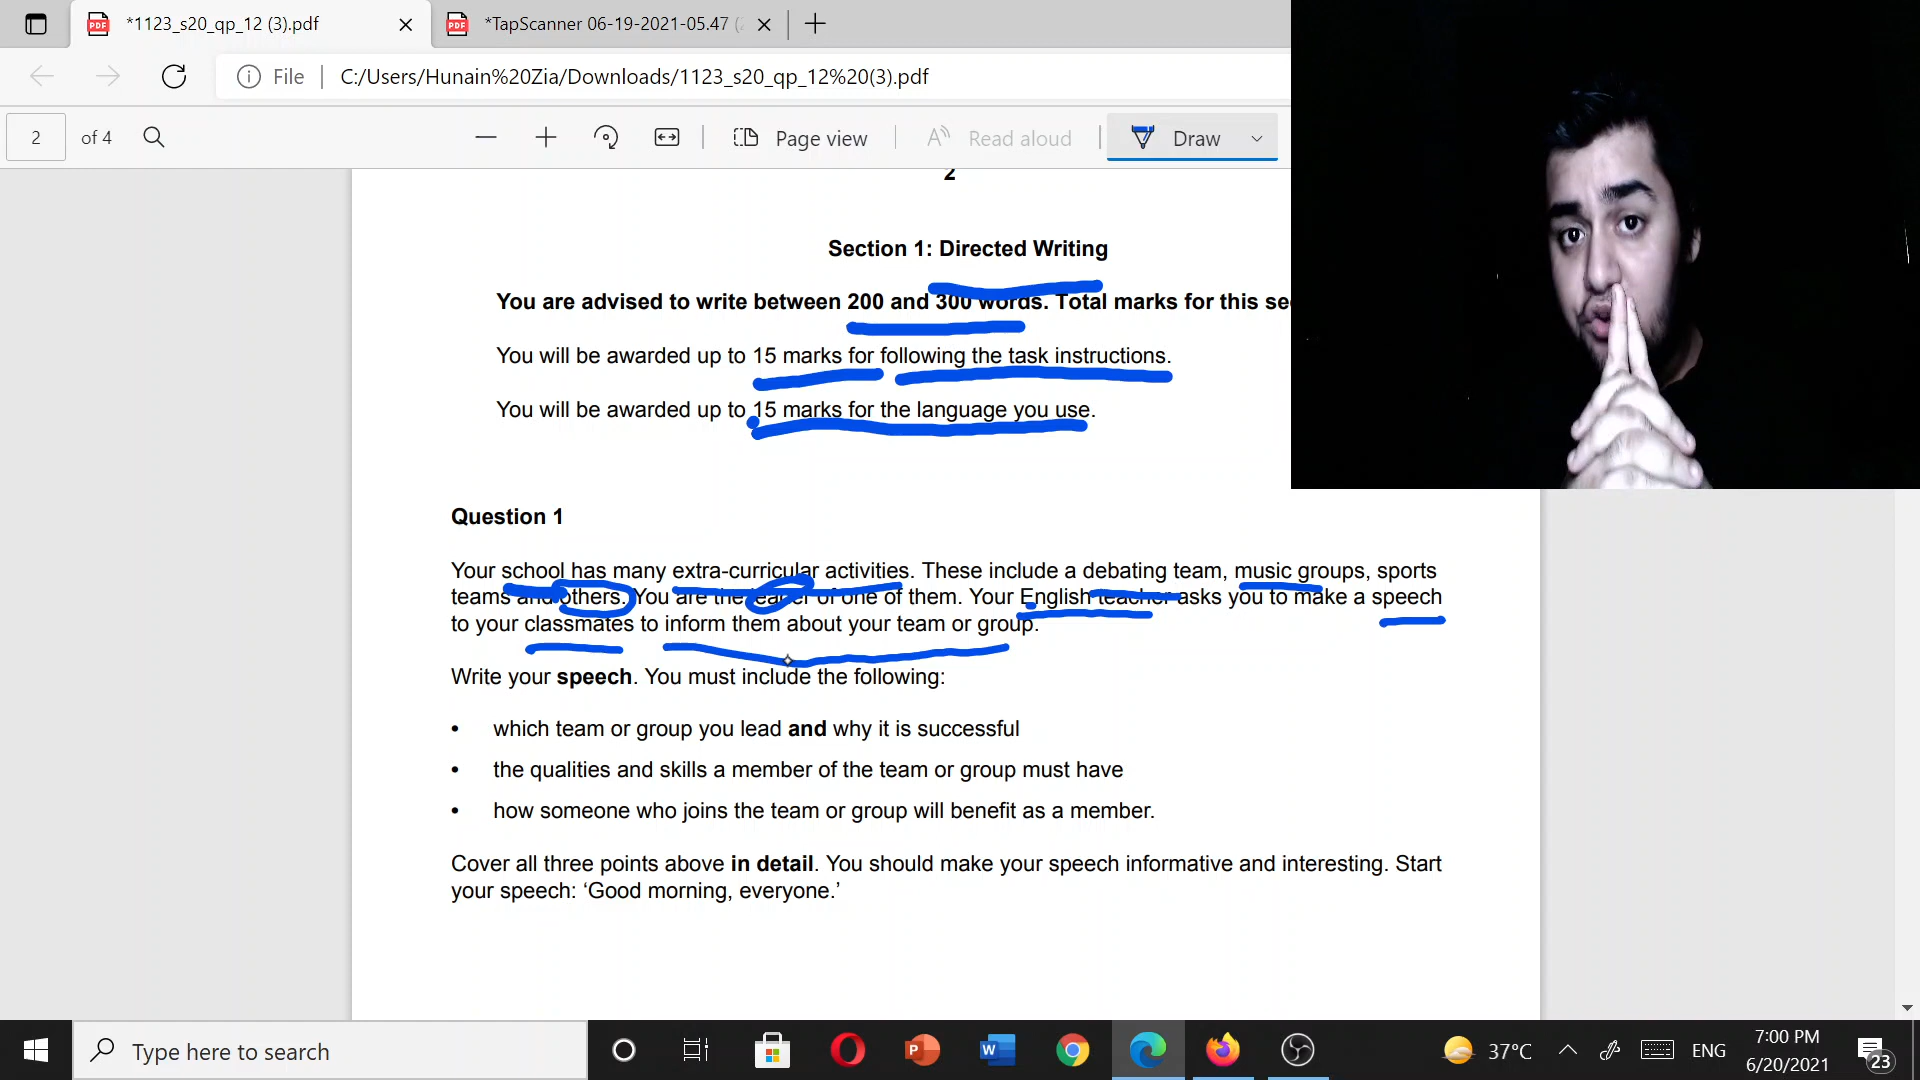 *1123_s20_qp_12 (3).pdf
*TapScanner 06-19-2021-05.47 (
File
C:/Users/Hunain%20Zia/Downloads/1123_s20_qp_12%20(3).pdf
2 of 4
Page view
Read aloud
Draw
2
Section 1: Directed Writing
You are advised to write between 200 and 300 words. Total marks for this
You will be awarded up to 15 marks for following the task instructions.
You will be awarded up to 15 marks for the language you use.
Question 1
Your school has many extra-curricular activities. These include a debating team, music groups, sports
teams and others. You are the leader of one of them. Your English teacher asks you to make a speech
to your classmates to inform them about your team or group.
Write your speech. You must include the following:
• which team or group you lead and why it is successful
• the qualities and skills a member of the team or group must have
• how someone who joins the team or group will benefit as a member.
Cover all three points above in detail. You should make your speech informative and interesting. Start
your speech: ‘Good morning, everyone.’
Type here to search
37°C
ENG
7:00 PM
6/20/2021
23